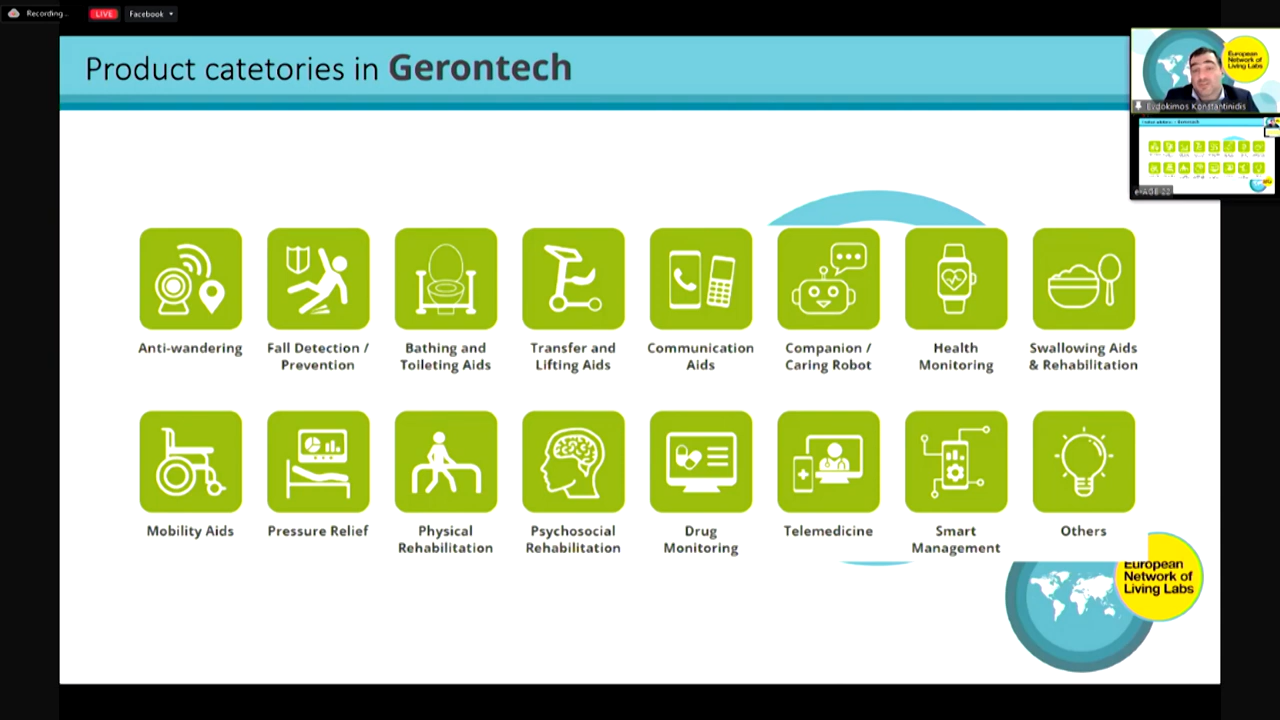 Recording...
LIVE
Facebook
Product catetories in Gerontech
European
Network of
Living Labs
Evdokimos Konstantinidis
e-AGE 22
Anti-wandering
Fall Detection /
Prevention
Bathing and
Toileting Aids
Transfer and
Lifting Aids
Communication
Aids
Companion /
Caring Robot
Health
Monitoring
Swallowing Aids
& Rehabilitation
Mobility Aids
Pressure Relief
Physical
Rehabilitation
Psychosocial
Rehabilitation
Drug
Monitoring
Telemedicine
Smart
Management
Others
European
Network of
Living Labs